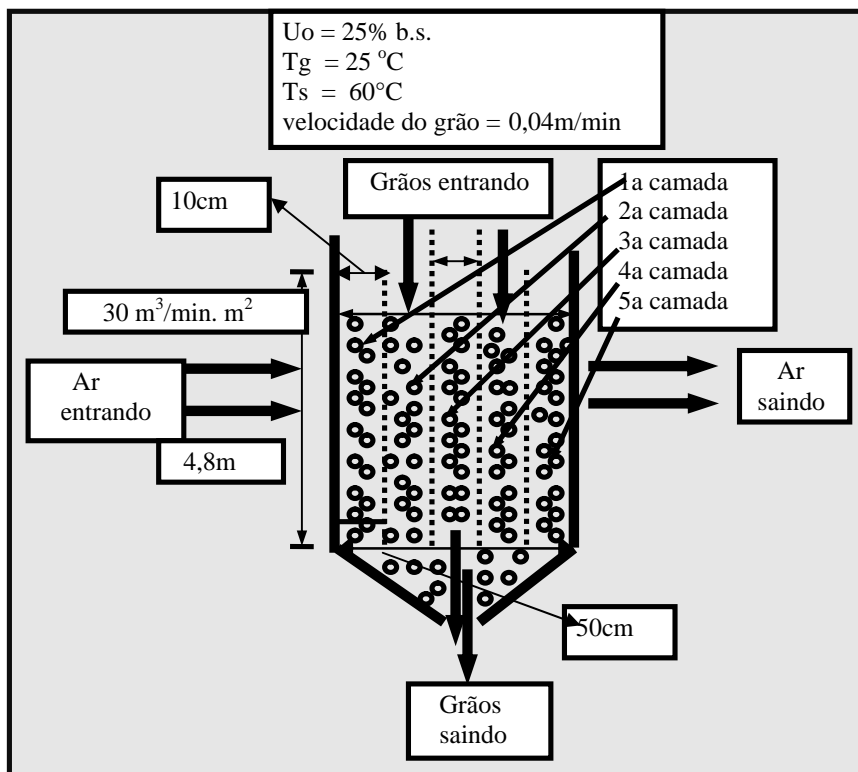 Uo = 25% b.s.
Tg = 25 °C
Ts = 60°C
velocidade do grão = 0,04m/min
10cm
Grãos entrando
1a camada
2a camada
3a camada
4a camada
5a camada
30 m³/min. m²
Ar
entrando
4,8m
Ar
saindo
50cm
Grãos
saindo